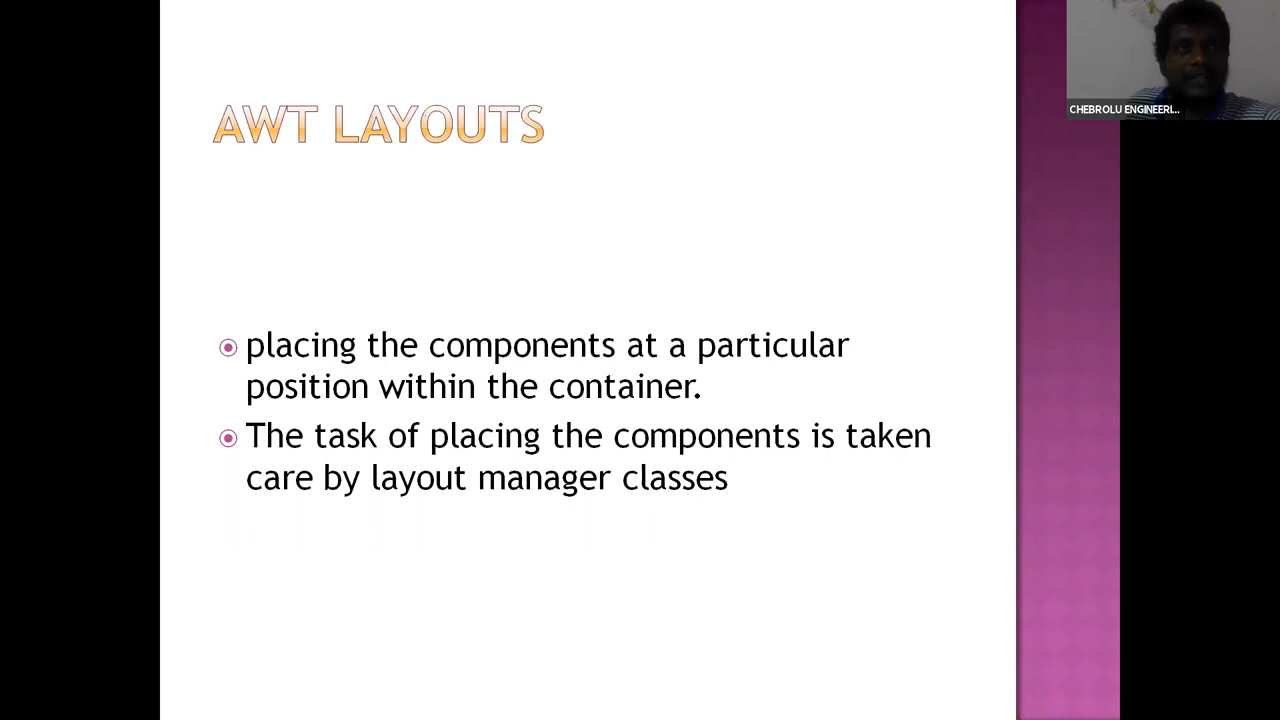 AWT LAYOUTS
CHEBROLU ENGINEERI...
placing the components at a particular
position within the container.
The task of placing the components is taken
care by layout manager classes